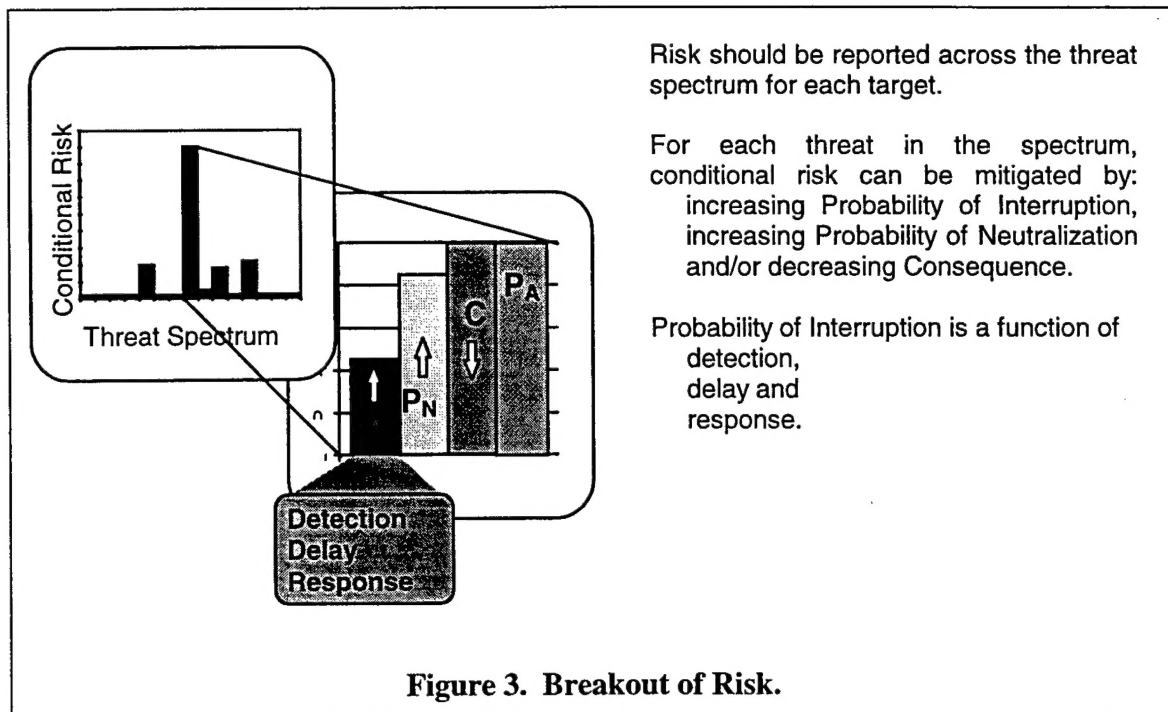 Conditional Risk
Threat Spectrum
PN
C
PA
Detection
Delay
Response
Risk should be reported across the threat
spectrum for each target.
For each threat in the spectrum,
conditional risk can be mitigated by:
increasing Probability of Interruption,
increasing Probability of Neutralization
and/or decreasing Consequence.
Probability of Interruption is a function of
detection,
delay and
response.
Figure 3. Breakout of Risk.